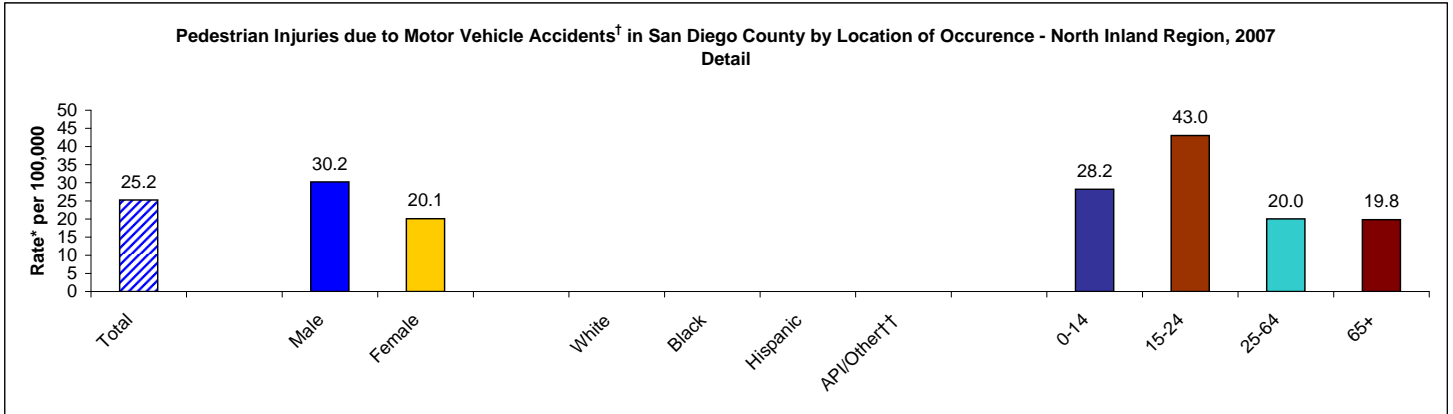 Pedestrian Injuries due to Motor Vehicle Accidents† in San Diego County by Location of Occurence - North Inland Region, 2007
Detail
Rate* per 100,000
50
45
40
35
30
25
20
15
10
5
0
25.2
30.2
20.1
28.2
43.0
20.0
19.8
Total
Male
Female
White
Black
Hispanic
API/Other††
0-14
15-24
25-64
65+